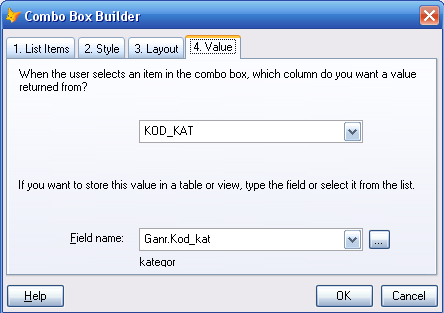 Combo Box Builder
1. List Items 2. Style 3. Layout 4. Value
When the user selects an item in the combo box, which column do you want a value
returned from?
KOD_KAT
If you want to store this value in a table or view, type the field or select it from the list.
Field name: Ganr.Kod_kat ...
kategor
Help OK Cancel